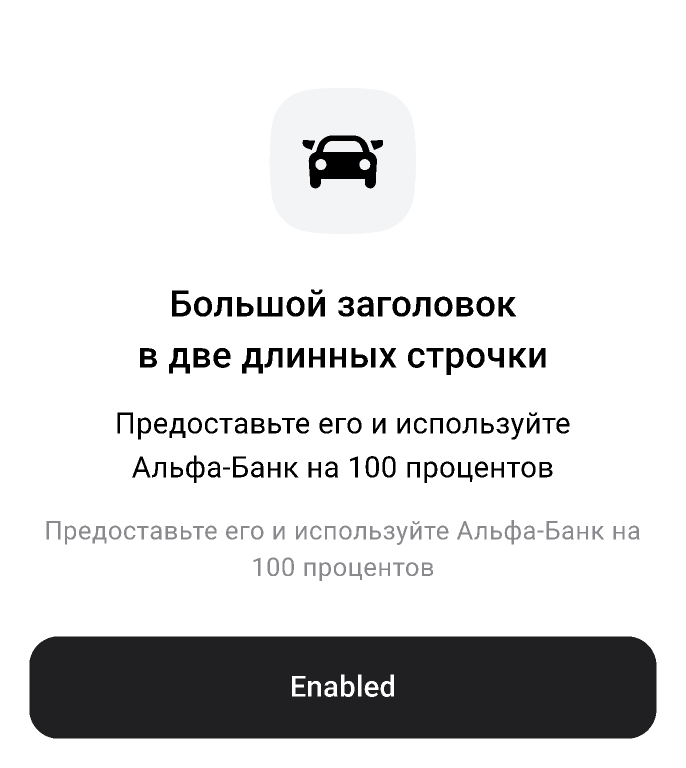 Большой заголовок
в две длинных строчки
Предоставьте его и используйте
Альфа-Банк на 100 процентов
Предоставьте его и используйте Альфа-Банк на
100 процентов
Enabled